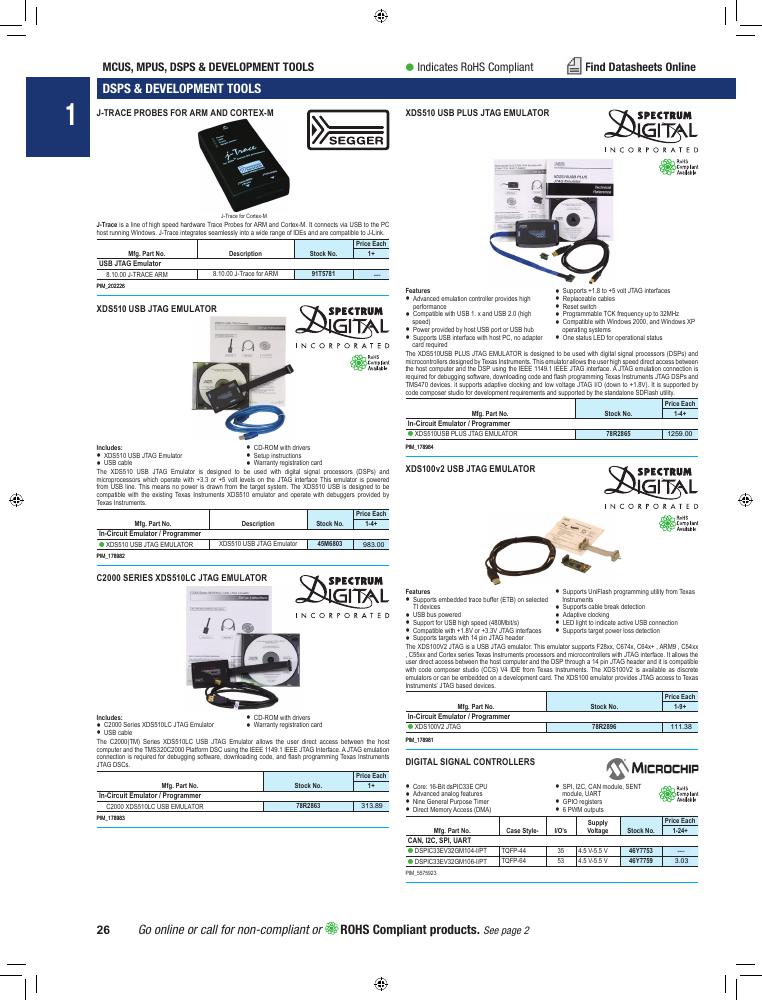 MCUS, MPUS, DSPS & DEVELOPMENT TOOLS
Indicates RoHS Compliant
Find Datasheets Online
1
DSPS & DEVELOPMENT TOOLS
J-TRACE PROBES FOR ARM AND CORTEX-M
SEGGER
J-Trace
J-Trace for Cortex-M
J-Trace is a line of high speed hardware Trace Probes for ARM and Cortex-M. It connects via USB to the PC
host running Windows. J-Trace integrates seamlessly into a wide range of IDEs and are compatible to J-Link.
Price Each
Mfg. Part No. Description Stock No. 1+
USB JTAG Emulator
8.10.00 J-TRACE ARM 8.10.00 J-Trace for ARM 91T5781 ---
PIM_202226
XDS510 USB JTAG EMULATOR
SPECTRUM
DIGITAL
INCORPORATED
RoHS
Compliant
Available
Includes:
• XDS510 USB JTAG Emulator
• USB cable
• CD-ROM with drivers
• Setup instructions
• Warranty registration card
The XDS510 USB JTAG Emulator is designed to be used with digital signal processors (DSPs) and
microprocessors which operate with +3.3 or +5 volt levels on the JTAG interface This emulator is powered
from USB line. This means no power is drawn from the target system. The XDS510 USB is designed to be
compatible with the existing Texas Instruments XDS510 emulator and operate with debuggers provided by
Texas Instruments.
Price Each
Mfg. Part No. Description Stock No. 1-4+
In-Circuit Emulator / Programmer
XDS510 USB JTAG EMULATOR XDS510 USB JTAG Emulator 45M6803 983.00
PIM_178982
C2000 SERIES XDS510LC JTAG EMULATOR
SPECTRUM
DIGITAL
INCORPORATED
Includes:
• C2000 Series XDS510LC JTAG Emulator
• USB cable
• CD-ROM with drivers
• Warranty registration card
The C2000(TM) Series XDS510LC USB JTAG Emulator allows the user direct access between the host
computer and the TMS320C2000 Platform DSC using the IEEE 1149.1 IEEE JTAG Interface. A JTAG emulation
connection is required for debugging software, downloading code, and flash programming Texas Instruments
JTAG DSCs.
Price Each
Mfg. Part No. Stock No. 1+
In-Circuit Emulator / Programmer
C2000 XDS510LC USB EMULATOR 78R2863 313.89
PIM_178983
XDS510 USB PLUS JTAG EMULATOR
SPECTRUM
DIGITAL
INCORPORATED
RoHS
Compliant
Available
XDS510 USB PLUS
JTAG Emulator
Technical
Reference
Features
• Advanced emulation controller provides high
performance
• Compatible with USB 1. x and USB 2.0 (high
speed)
• Power provided by host USB port or USB hub
• Supports USB interface with host PC, no adapter
card required
• Supports +1.8 to +5 volt JTAG interfaces
• Replaceable cables
• Reset switch
• Programmable TCK frequency up to 32MHz
• Compatible with Windows 2000, and Windows XP
operating systems
• One status LED for operational status
The XDS510USB PLUS JTAG EMULATOR is designed to be used with digital signal processors (DSPs) and
microcontrollers designed by Texas Instruments. This emulator allows the user high speed direct access between
the host computer and the DSP using the IEEE 1149.1 IEEE JTAG interface. A JTAG emulation connection is
required for debugging software, downloading code and flash programming Texas Instruments JTAG DSPs and
TMS470 devices. it supports adaptive clocking and low voltage JTAG I/O (down to +1.8V). It is supported by
code composer studio for development requirements and supported by the standalone SDFlash utility.
Price Each
Mfg. Part No. Stock No. 1-4+
In-Circuit Emulator / Programmer
XDS510USB PLUS JTAG EMULATOR 78R2865 1259.00
PIM_178984
XDS100v2 USB JTAG EMULATOR
SPECTRUM
DIGITAL
INCORPORATED
RoHS
Compliant
Available
Features
• Supports embedded trace buffer (ETB) on selected
TI devices
• USB bus powered
• Support for USB high speed (480Mbit/s)
• Compatible with +1.8V or +3.3V JTAG interfaces
• Supports targets with 14 pin JTAG header
• Supports UniFlash programming utility from Texas
Instruments
• Supports cable break detection
• Adaptive clocking
• LED light to indicate active USB connection
• Supports target power loss detection
The XDS100V2 JTAG is a USB JTAG emulator. This emulator supports F28xx, C674x, C64x+ , ARM9 , C54xx
, C55xx and Cortex series Texas Instruments processors and microcontrollers with JTAG interface. It allows the
user direct access between the host computer and the DSP through a 14 pin JTAG header and it is compatible
with code composer studio (CCS) V4 IDE from Texas Instruments. The XDS100V2 is available as discrete
emulators or can be embedded on a development card. The XDS100 emulator provides JTAG access to Texas
Instruments' JTAG based devices.
Price Each
Mfg. Part No. Stock No. 1-9+
In-Circuit Emulator / Programmer
XDS100V2 JTAG 78R2896 111.38
PIM_178981
DIGITAL SIGNAL CONTROLLERS
MICROCHIP
RoHS
Compliant
Available
• Core: 16-Bit dsPIC33E CPU
• Advanced analog features
• Nine General Purpose Timer
• Direct Memory Access (DMA)
• SPI, I2C, CAN module, SENT
module, UART
• GPIO registers
• 6 PWM outputs
Price Each
Mfg. Part No. Case Style- I/O's Supply Voltage Stock No. 1-24+
CAN, I2C, SPI, UART
DSPIC33EV32GM104-I/PT TQFP-44 35 4.5 V-5.5 V 46Y7753 ---
DSPIC33EV32GM106-I/PT TQFP-64 53 4.5 V-5.5 V 46Y7759 3.03
PIM_5575923
26
Go online or call for non-compliant or ROHS Compliant products. See page 2